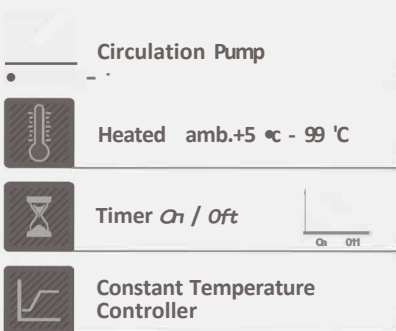 Circulation Pump
Heated amb.+5 •c - 99 'C
Timer On / Oft
On Off
Constant Temperature
Controller